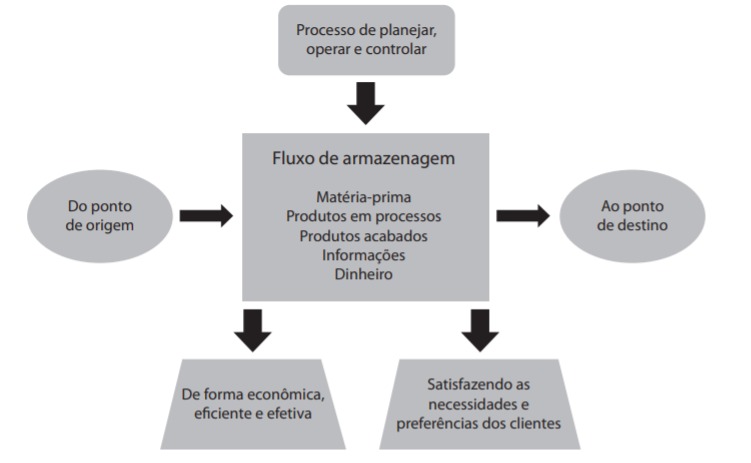 Processo de planejar,
operar e controlar
Fluxo de armazenagem
Matéria-prima
Produtos em processos
Produtos acabados
Informações
Dinheiro
Do ponto
de origem
Ao ponto
de destino
De forma econômica,
eficiente e efetiva
Satisfazendo as
necessidades e
preferências dos clientes